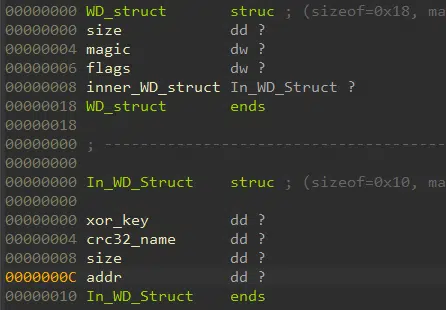 00000000 WD_struct struc ; (sizeof=0x18, ma
00000000 size dd ?
00000004 magic dw ?
00000006 flags dw ?
00000008 inner_WD_struct In_WD_Struct ?
00000018 WD_struct ends
00000018
00000000 ; ----------------------------------------
00000000
00000000 In_WD_Struct struc ; (sizeof=0x10, ma
00000000
00000000 xor_key dd ?
00000004 crc32_name dd ?
00000008 size dd ?
0000000C addr dd ?
00000010 In_WD_Struct ends